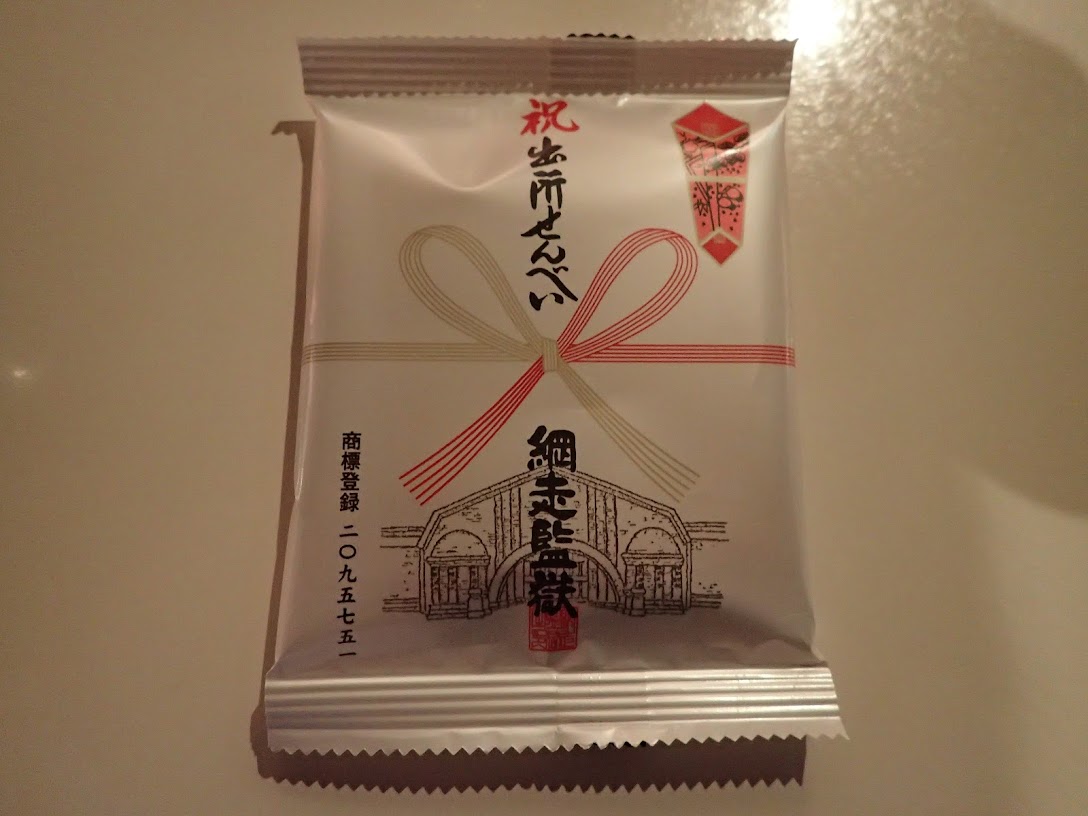 祝出所せんべい
網走監獄
商標登録 二〇九五七五一